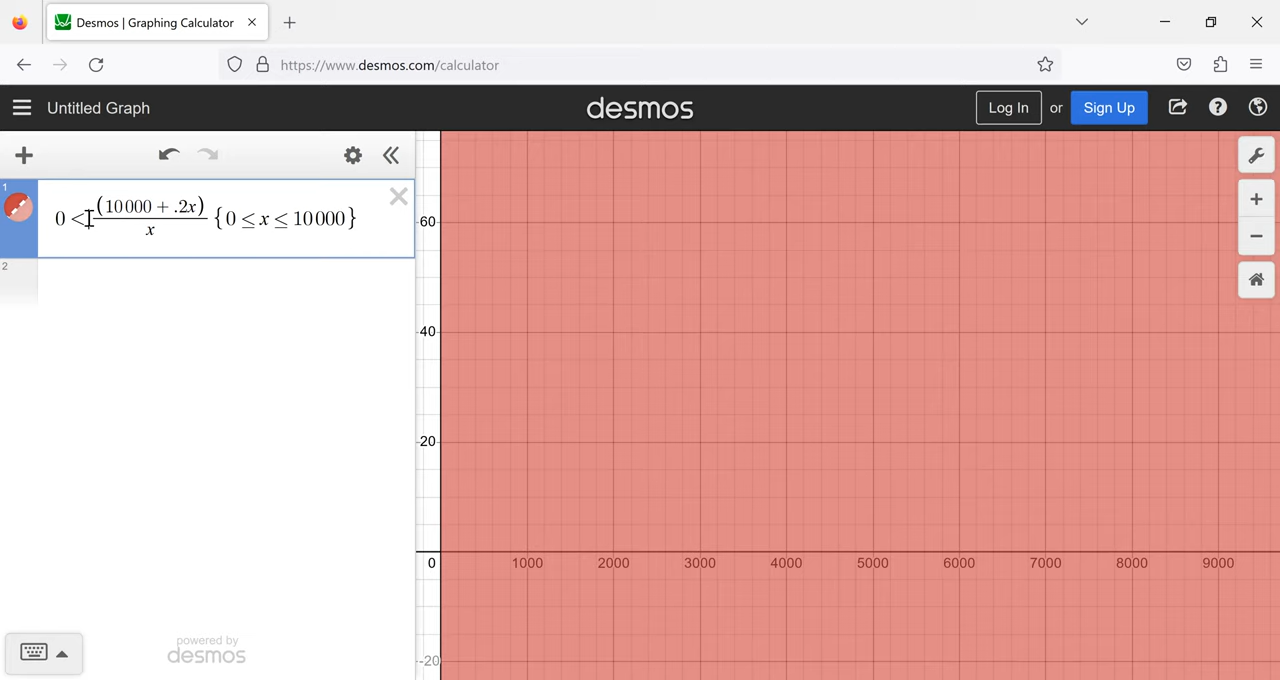 Desmos | Graphing Calculator
https://www.desmos.com/calculator
Untitled Graph
desmos
Log In or Sign Up
1
0 < (10000 + .2x) / x {0 ≤ x ≤ 10000}
2
60
40
20
0 1000 2000 3000 4000 5000 6000 7000 8000 9000
-20
powered by
desmos